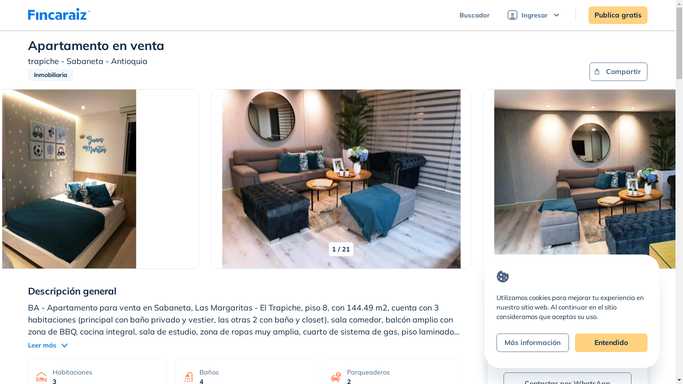 Fincaraiz
Buscador
Ingresar
Publica gratis
Apartamento en venta
trapiche - Sabaneta - Antioquia
Inmobiliaria
Compartir
1 / 21
Descripción general
BA - Apartamento para venta en Sabaneta, Las Margaritas - El Trapiche, piso 8, con 144.49 m2, cuenta con 3
habitaciones (principal con baño privado y vestier, las otras 2 con baño y closet), sala comedor, balcón amplio con
zona de BBQ, cocina integral, sala de estudio, zona de ropas muy amplia, cuarto de sistema de gas, piso laminado...
Leer más
Habitaciones
3
Baños
4
Parqueaderos
2
Utilizamos cookies para mejorar tu experiencia en
nuestro sitio web. Al continuar en el sitio
consideramos que aceptas su uso.
Más información
Entendido
Contactar por WhatsApp